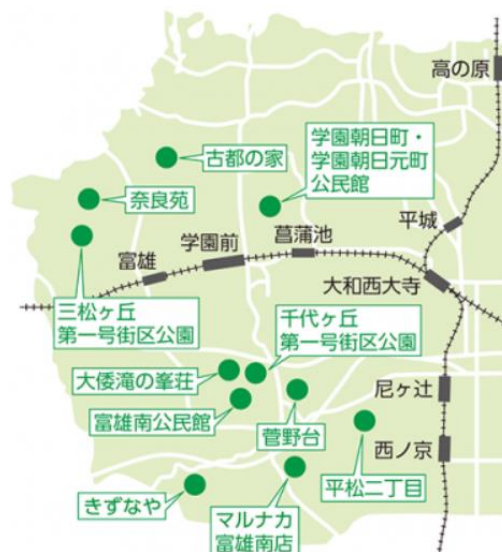 高の原
古都の家
学園朝日町・
学園朝日元町
公民館
奈良苑
平城
学園前
菖蒲池
富雄
大和西大寺
三松ヶ丘
第一号街区公園
千代ヶ丘
第一号街区公園
大倭滝の峯荘
尼ヶ辻
富雄南公民館
菅野台
西ノ京
平松二丁目
きずなや
マルナカ
富雄南店